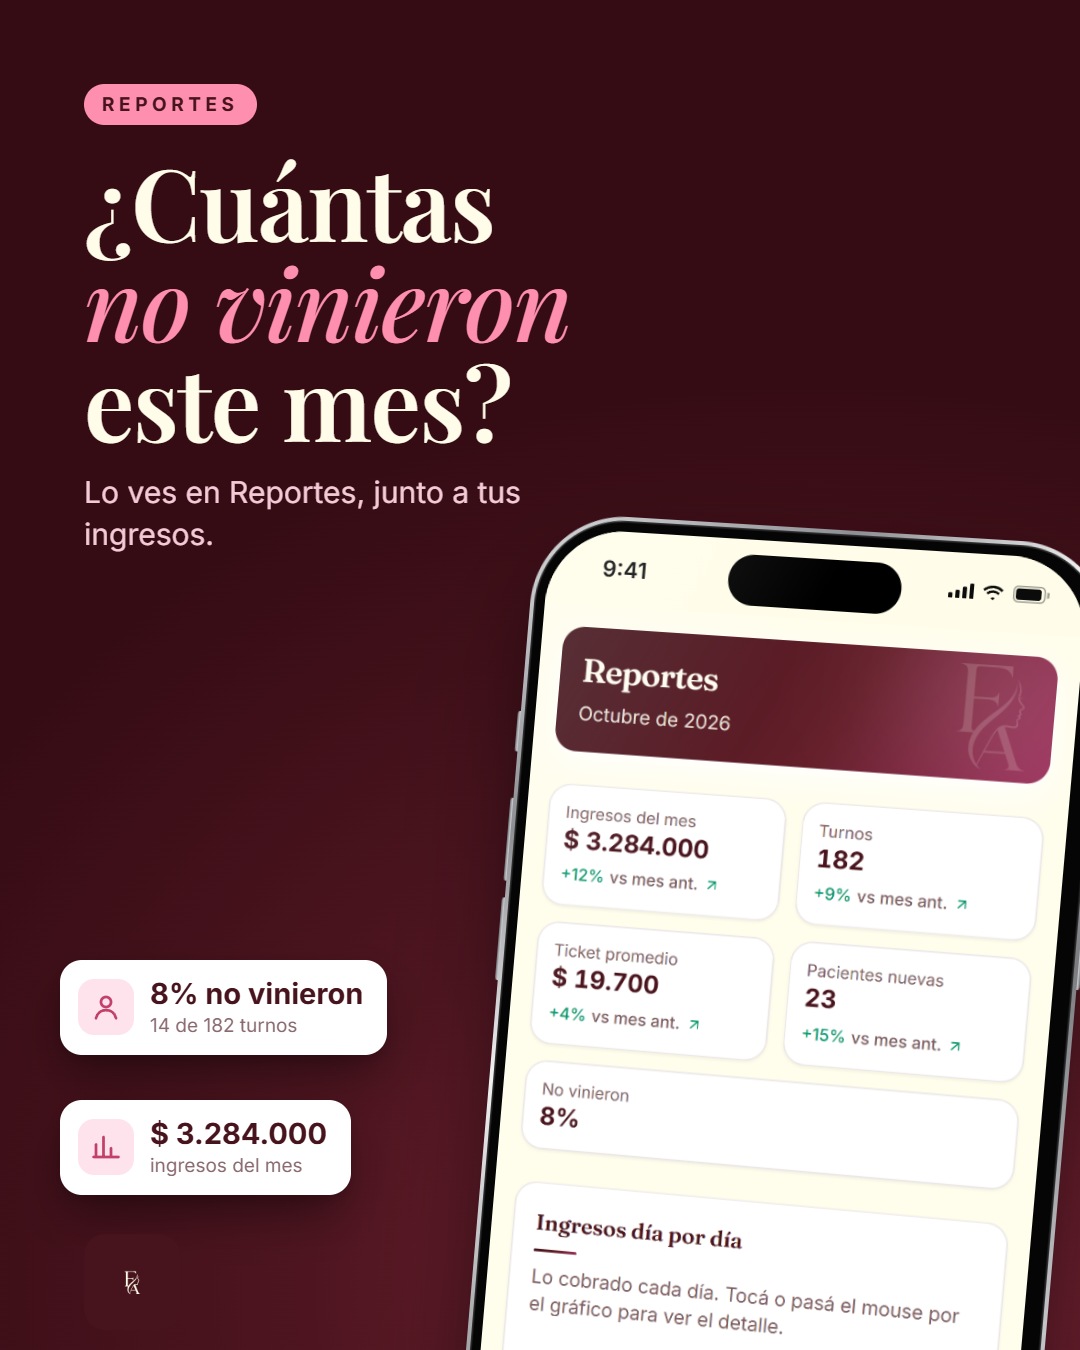 REPORTES
¿Cuántas
no vinieron
este mes?
Lo ves en Reportes, junto a tus
ingresos.
9:41
Reportes
Octubre de 2026
Ingresos del mes
$ 3.284.000
+12% vs mes ant.
Turnos
182
+9% vs mes ant.
Ticket promedio
$ 19.700
+4% vs mes ant.
Pacientes nuevas
23
+15% vs mes ant.
No vinieron
8%
Ingresos día por día
Lo cobrado cada día. Tocá o pasá el mouse por
el gráfico para ver el detalle.
8% no vinieron
14 de 182 turnos
$ 3.284.000
ingresos del mes